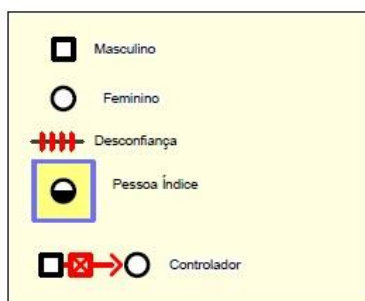 Masculino
Feminino
Desconfiança
Pessoa Índice
Controlador